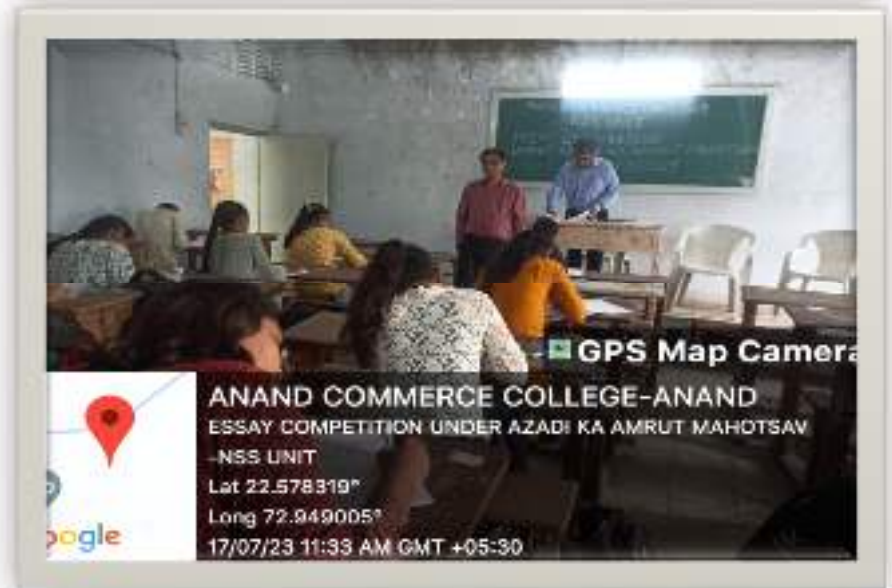 GPS Map Camera
ANAND COMMERCE COLLEGE-ANAND
ESSAY COMPETITION UNDER AZADI KA AMRUT MAHOTSAV
-NSS UNIT
Lat 22.578319°
Long 72.949005°
17/07/23 11:33 AM GMT +05:30
oogle